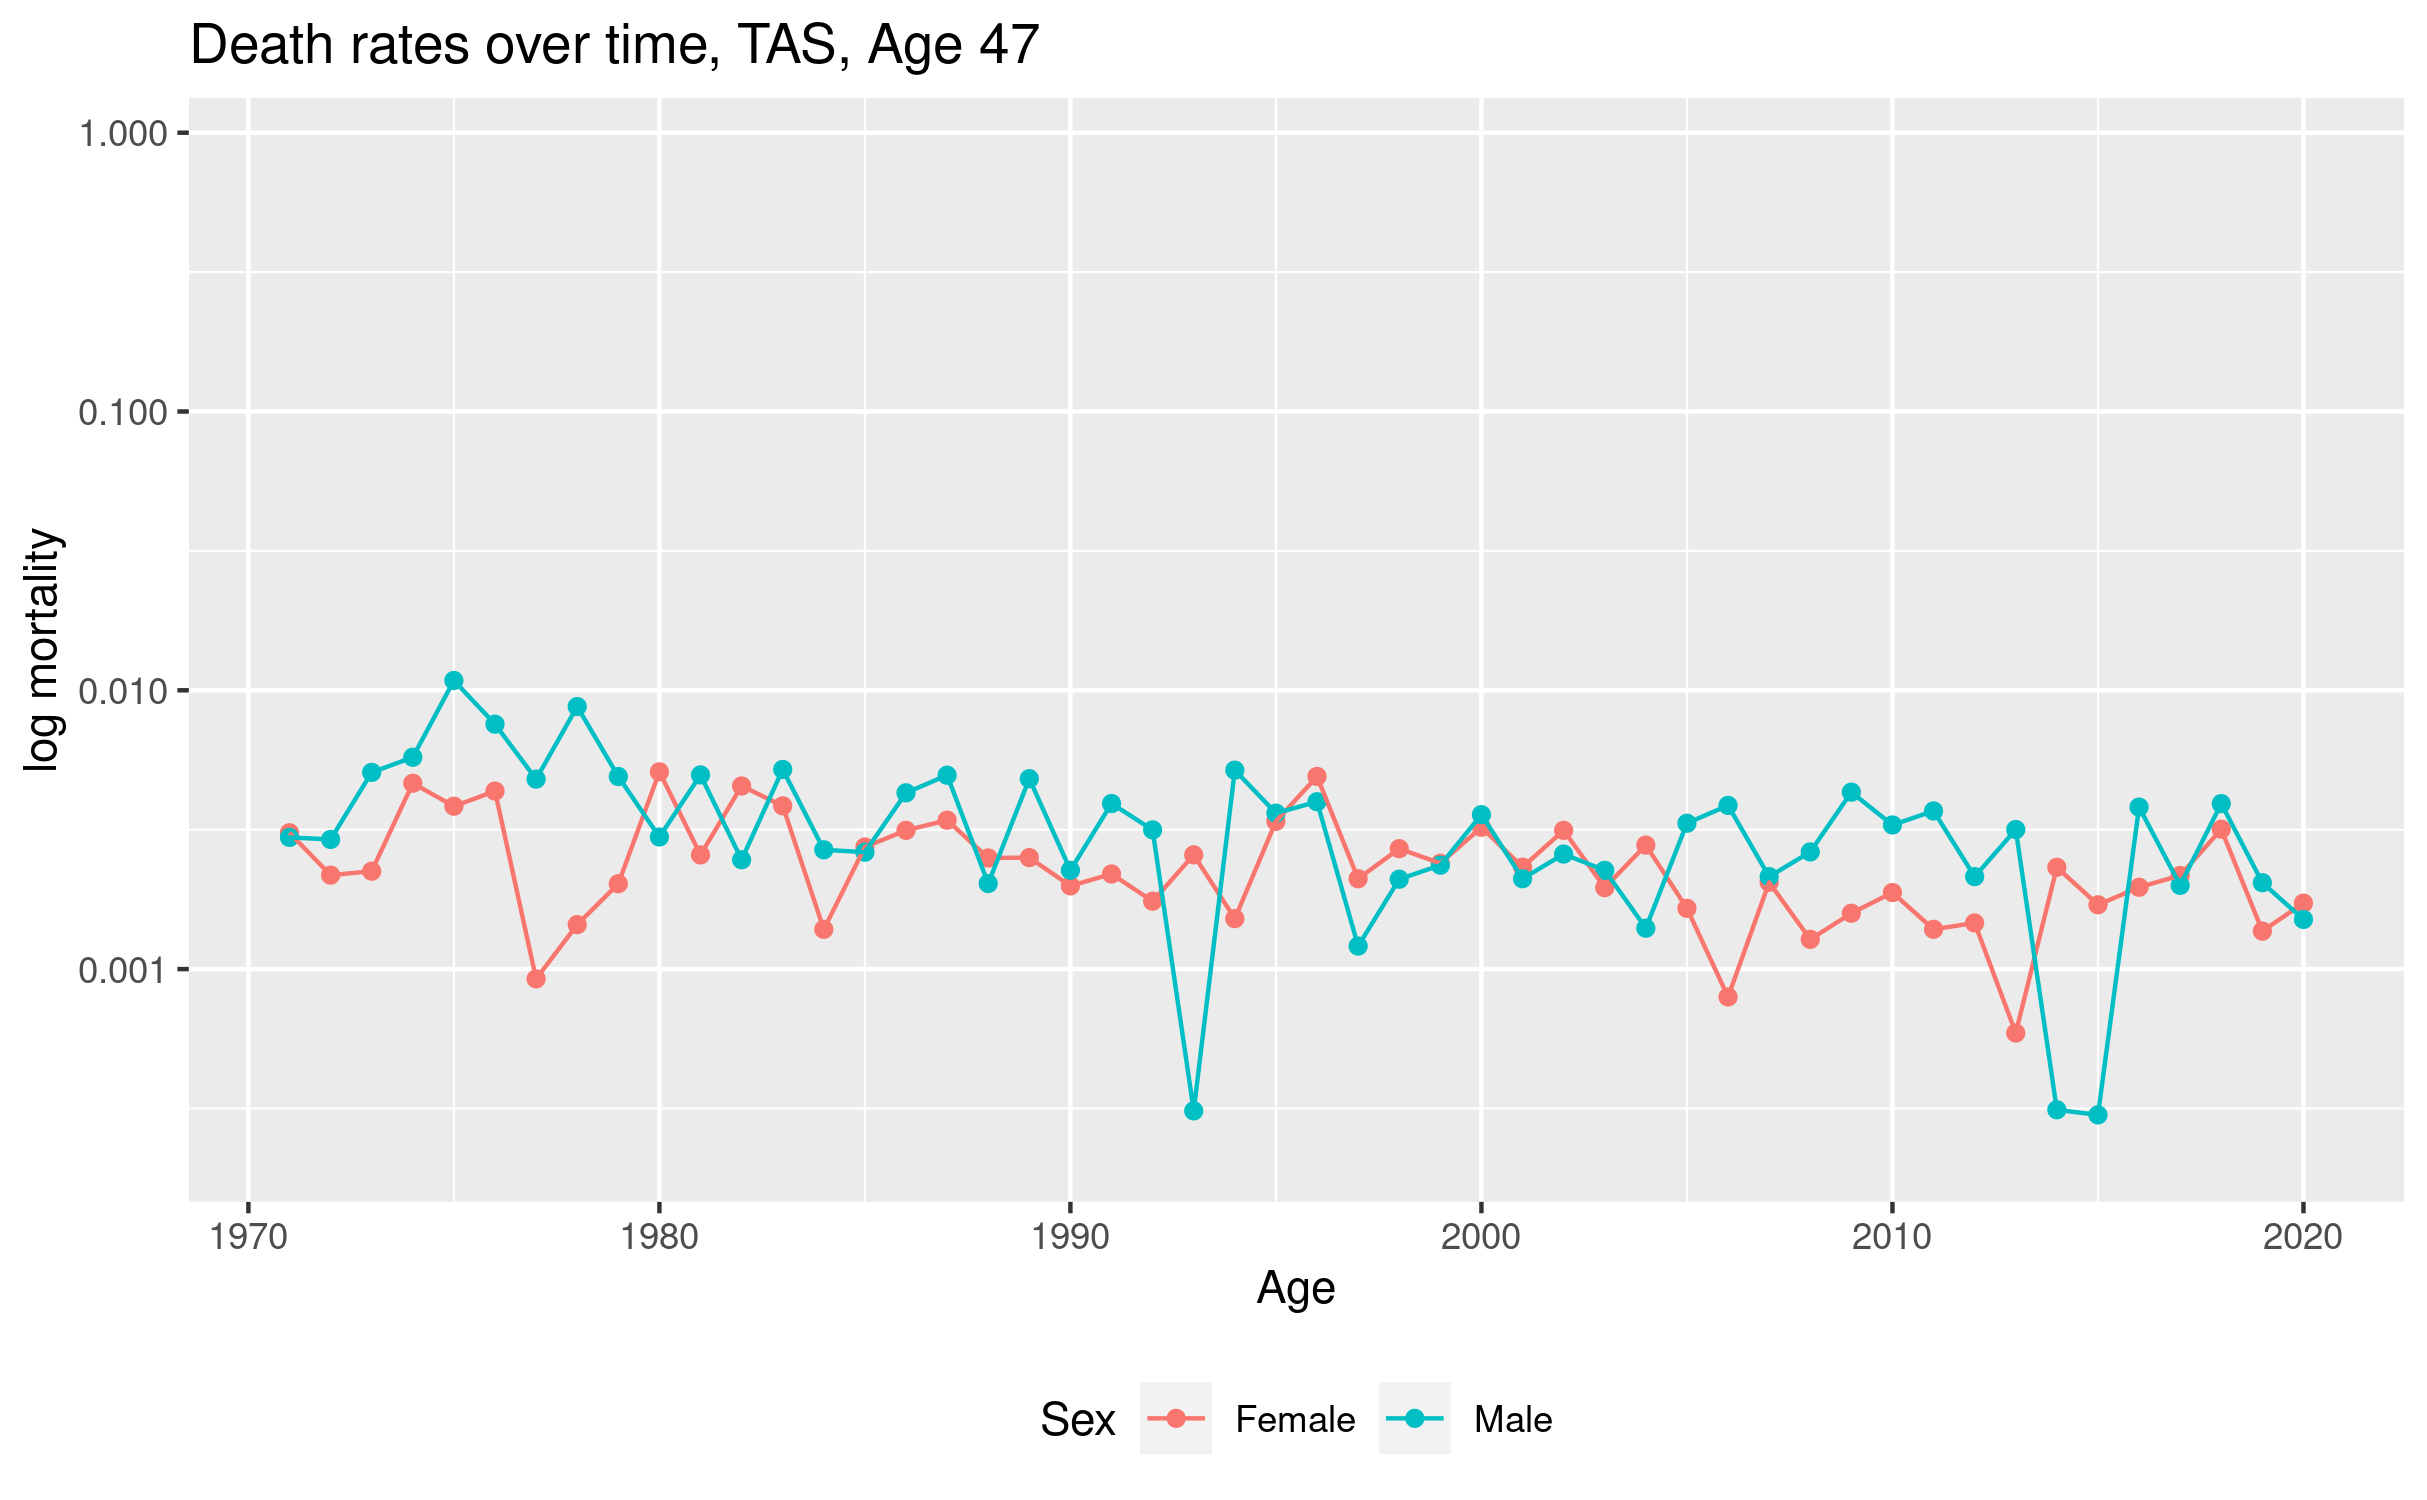 Death rates over time, TAS, Age 47
log mortality
1.000
0.100
0.010
0.001
1970 1980 1990 2000 2010 2020
Age
Sex Female Male